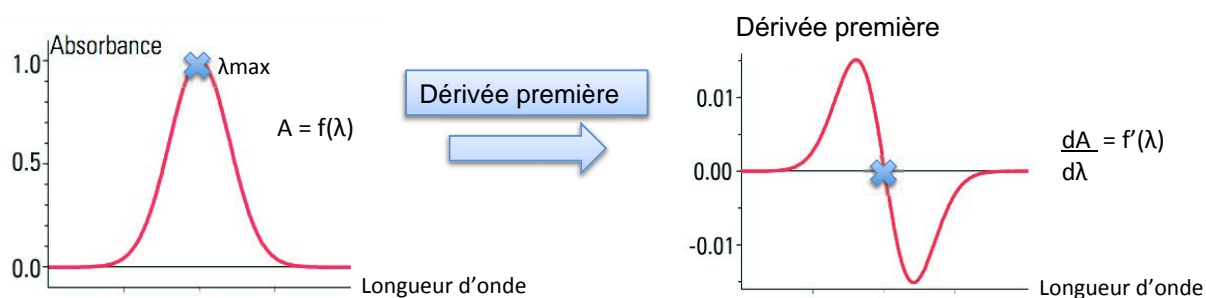 Absorbance
1.0
λmax
A = f(λ)
0.5
0.0
Longueur d'onde
Dérivée première
Dérivée première
0.01
dA = f'(λ)
dλ
0.00
-0.01
Longueur d'onde